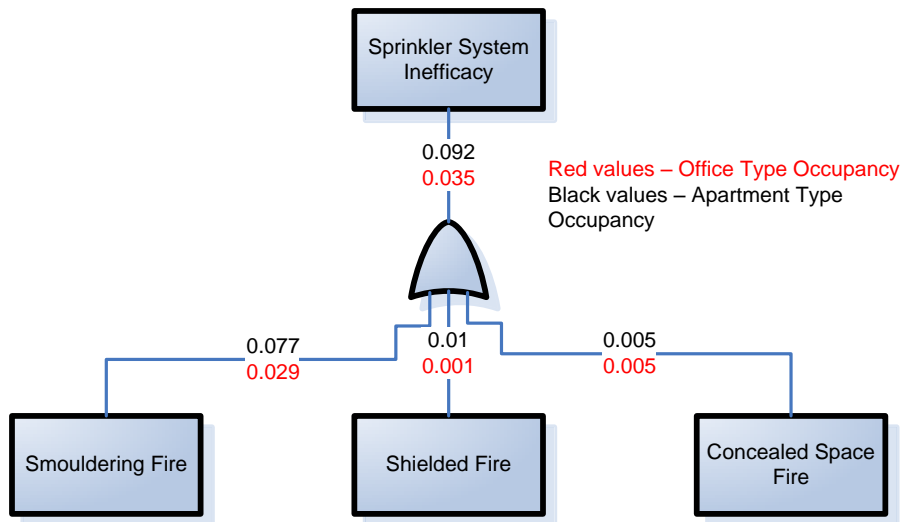 Sprinkler System
Inefficacy
0.092
0.035
Red values – Office Type Occupancy
Black values – Apartment Type
Occupancy
0.077
0.029
0.01
0.001
0.005
0.005
Smouldering Fire
Shielded Fire
Concealed Space
Fire